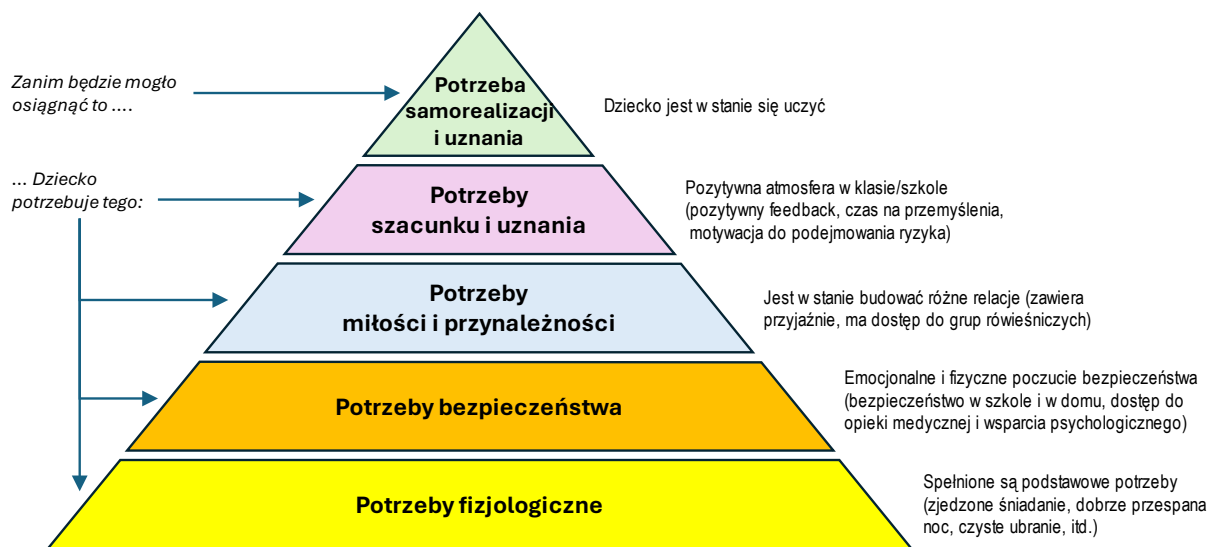 Zanim będzie mogło
osiągnąć to ....
Potrzeba
samorealizacji
i uznania
Dziecko jest w stanie się uczyć
... Dziecko
potrzebuje tego:
Potrzeby
szacunku i uznania
Pozytywna atmosfera w klasie/szkole
(pozytywny feedback, czas na przemyślenia,
motywacja do podejmowania ryzyka)
Potrzeby
miłości i przynależności
Jest w stanie budować różne relacje (zawiera
przyjaźnie, ma dostęp do grup rówieśniczych)
Potrzeby bezpieczeństwa
Emocjonalne i fizyczne poczucie bezpieczeństwa
(bezpieczeństwo w szkole i w domu, dostęp do
opieki medycznej i wsparcia psychologicznego)
Potrzeby fizjologiczne
Spełnione są podstawowe potrzeby
(zjedzone śniadanie, dobrze przespana
noc, czyste ubranie, itd.)